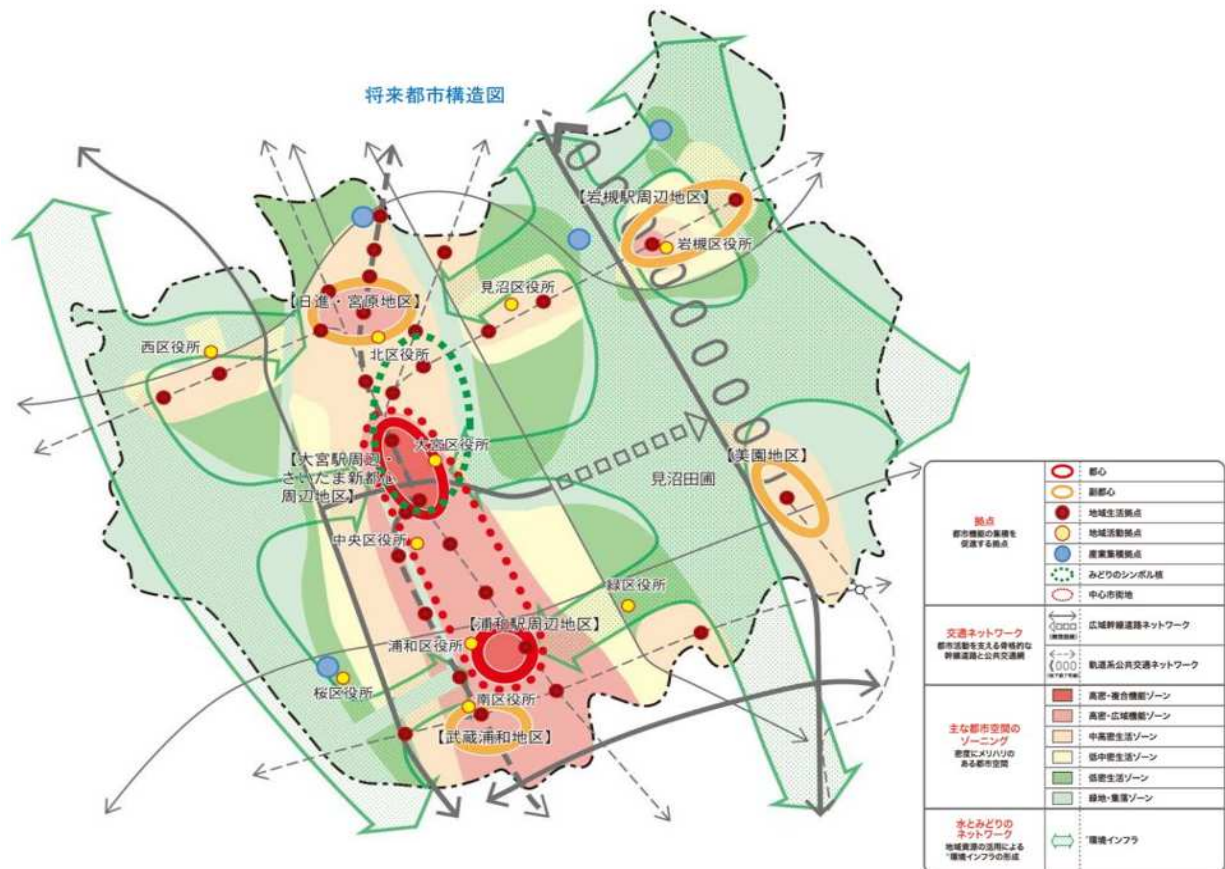 将来都市構造図
【岩槻駅周辺地区】
岩槻区役所
見沼区役所
【日進・宮原地区】
西区役所
北区役所
大宮区役所
【大宮駅周辺・
さいたま新都心
周辺地区】
【美園地区】
見沼田圃
中央区役所
緑区役所
【浦和駅周辺地区】
浦和区役所
桜区役所
南区役所
【武蔵浦和地区】
拠点
都市機能の集積を
促進する拠点
都心
副都心
地域生活拠点
地域活動拠点
産業集積拠点
みどりのシンボル核
中心市街地
交通ネットワーク
都市活動を支える骨格的な
幹線道路と公共交通網
広域幹線道路ネットワーク
軌道系公共交通ネットワーク
主な都市空間の
ゾーニング
密度にメリハリの
ある都市空間
高密・複合機能ゾーン
高密・広域機能ゾーン
中高密生活ゾーン
低中密生活ゾーン
低密生活ゾーン
緑地・集落ゾーン
水とみどりの
ネットワーク
地域資源の活用による
*環境インフラの形成
*環境インフラ